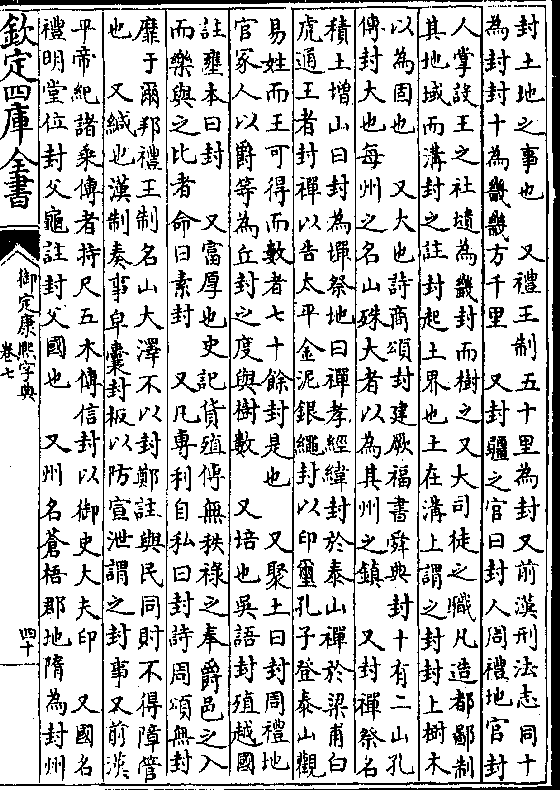 封土地之事也　又禮王制五十里為封又前漢刑法志同十
為封封十為畿畿方千里　又封疆之官曰封人周禮地官封
人掌設王之社壝為畿封而樹之又大司徒之職凡造都鄙制
其地域而溝封之註封起土界也土在溝上謂之封封上樹木
以為固也　又大也詩商頌封建厥福書舜典封十有二山孔
傳封大也每州之名山殊大者以為其州之鎮　又封禪祭名
積土增山曰封為墠祭地曰禪孝經緯封於泰山禪於梁甫白
虎通王者封禪以告太平金泥銀繩封以印璽孔子登泰山觀
易姓而王可得而數者七十餘封是也　又聚土曰封周禮地
官冢人以爵等為丘封之度與樹數　又培也吳語封殖越國
註壅本曰封　又富厚也史記貨殖傳無秩祿之奉爵邑之入
而樂與之比者命曰素封　又凡專利自私曰封詩周頌無封
靡于爾邦禮王制名山大澤不以封鄭註與民同財不得障管
也　又緘也漢制奏事皁囊封板以防宣泄謂之封事又前漢
平帝紀諸乘傳者持尺五木傳信封以御史大夫印　又國名
禮明堂位封父龜註封父國也　又州名蒼梧郡地隋為封州
欽定四庫全書
御定康熙字典
卷七
四十